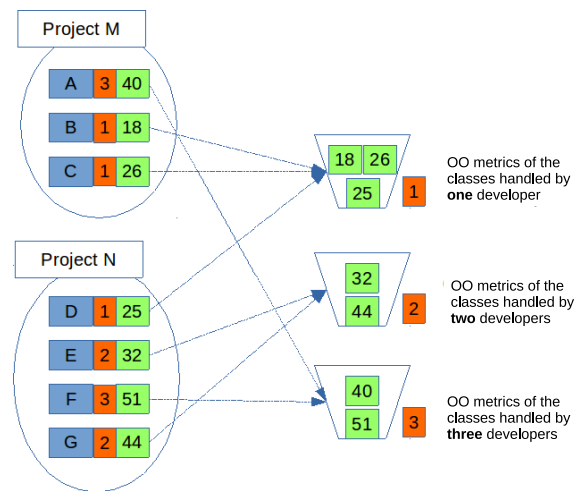 Project M
A 3 40
B 1 18
C 1 26
Project N
D 1 25
E 2 32
F 3 51
G 2 44
18 26
25
1
OO metrics of the
classes handled by
one developer
32
44
2
OO metrics of the
classes handled by
two developers
40
51
3
OO metrics of the
classes handled by
three developers